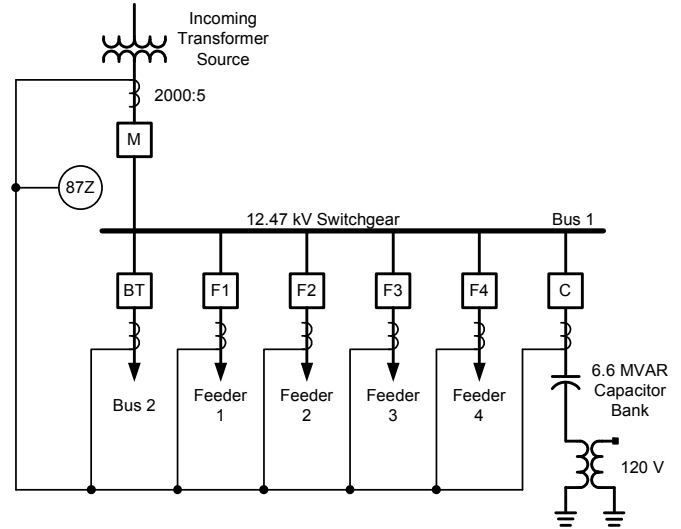 Incoming
Transformer
Source
2000:5
M
87Z
12.47 kV Switchgear
Bus 1
BT
F1
F2
F3
F4
C
6.6 MVAR
Capacitor
Bank
Bus 2
Feeder
1
Feeder
2
Feeder
3
Feeder
4
120 V